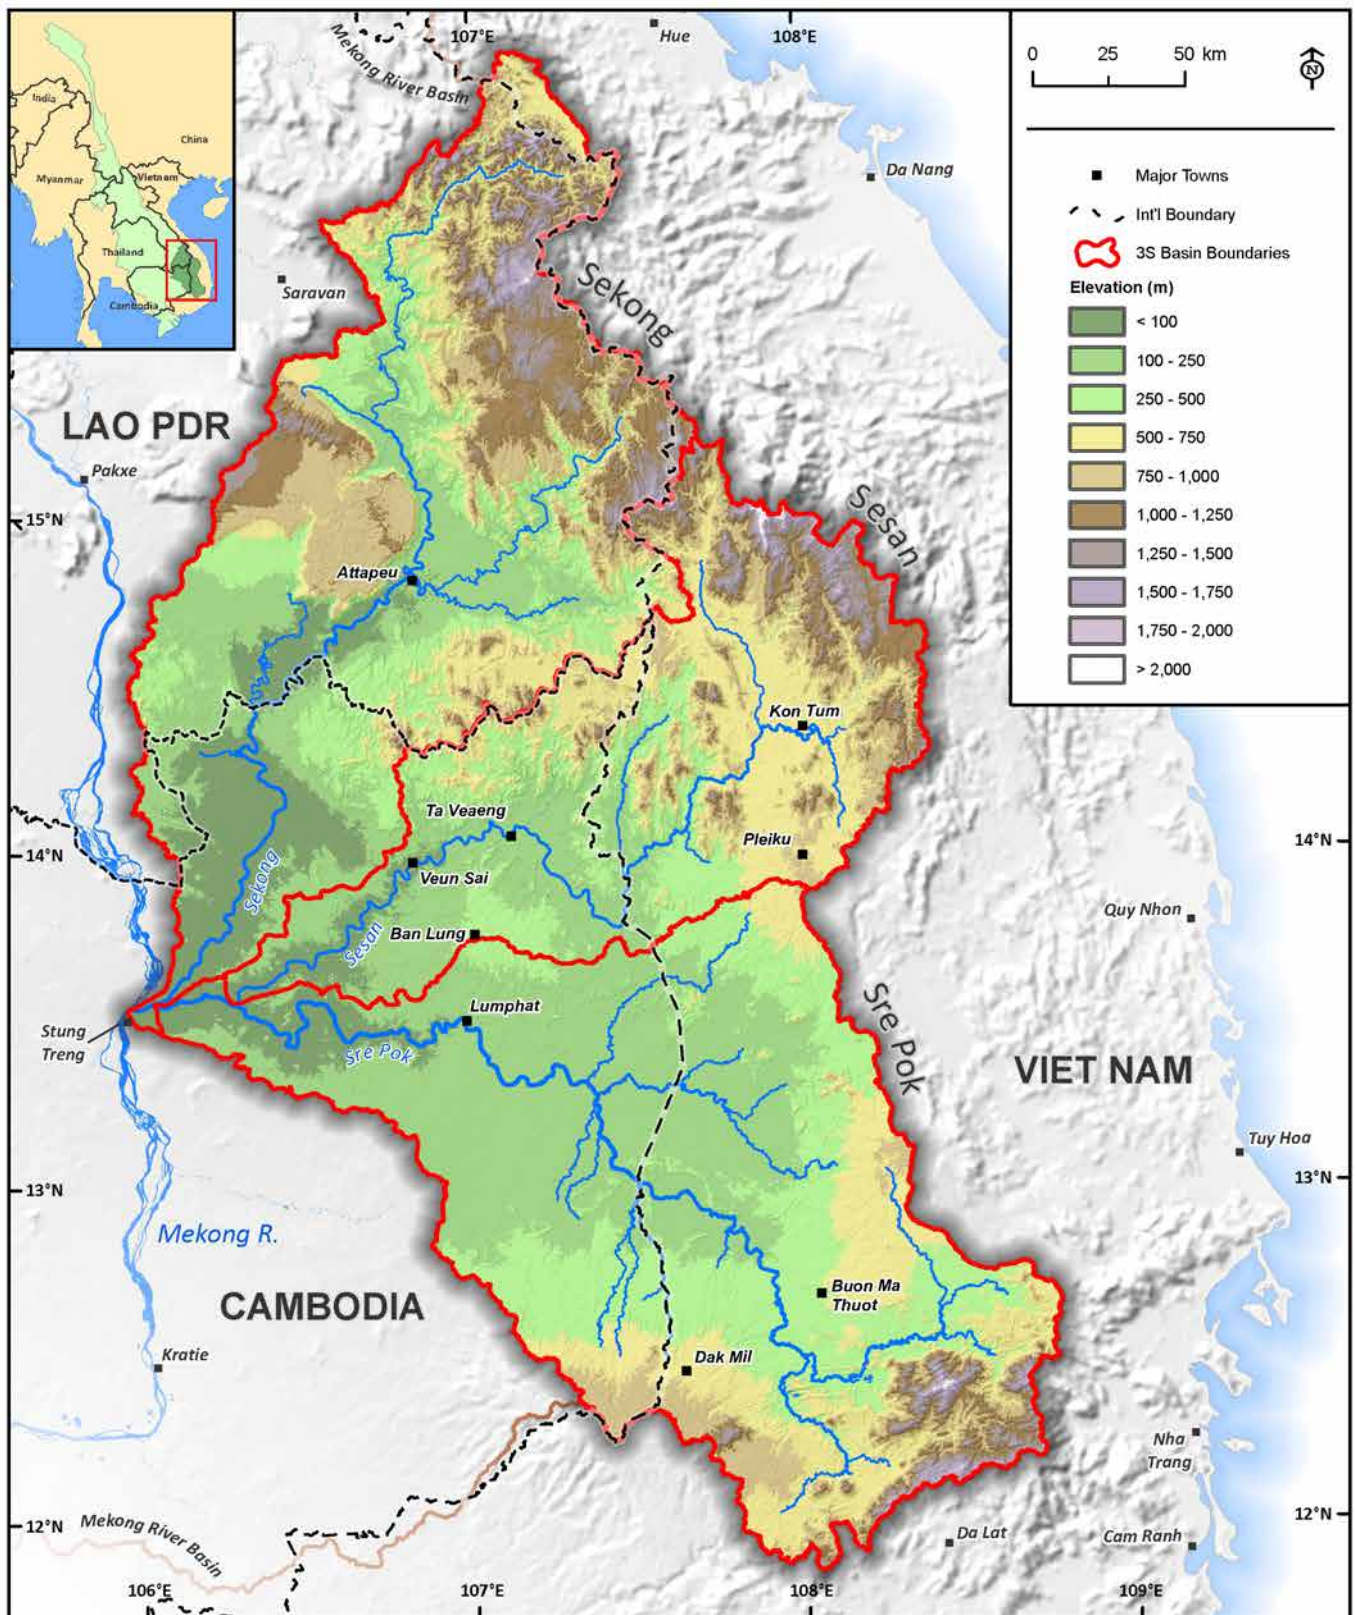 107°E
108°E
Hue
Mekong River Basin
0
25
50 km
N
India
China
Myanmar
Vietnam
Thailand
Cambodia
Da Nang
Major Towns
Int'l Boundary
3S Basin Boundaries
Elevation (m)
< 100
100 - 250
250 - 500
500 - 750
750 - 1,000
1,000 - 1,250
1,250 - 1,500
1,500 - 1,750
1,750 - 2,000
> 2,000
Saravan
Sekong
LAO PDR
Pakxe
15°N
Sesan
Attapeu
Kon Tum
Ta Veaeng
Pleiku
14°N
14°N
Veun Sai
Sekong
Quy Nhon
Ban Lung
Sesan
Lumphat
Sre Pok
Stung
Treng
Sre Pok
VIET NAM
Tuy Hoa
13°N
13°N
Mekong R.
CAMBODIA
Buon Ma
Thuot
Kratie
Dak Mil
Nha
Trang
12°N
12°N
Mekong River Basin
Da Lat
Cam Ranh
106°E
107°E
108°E
109°E